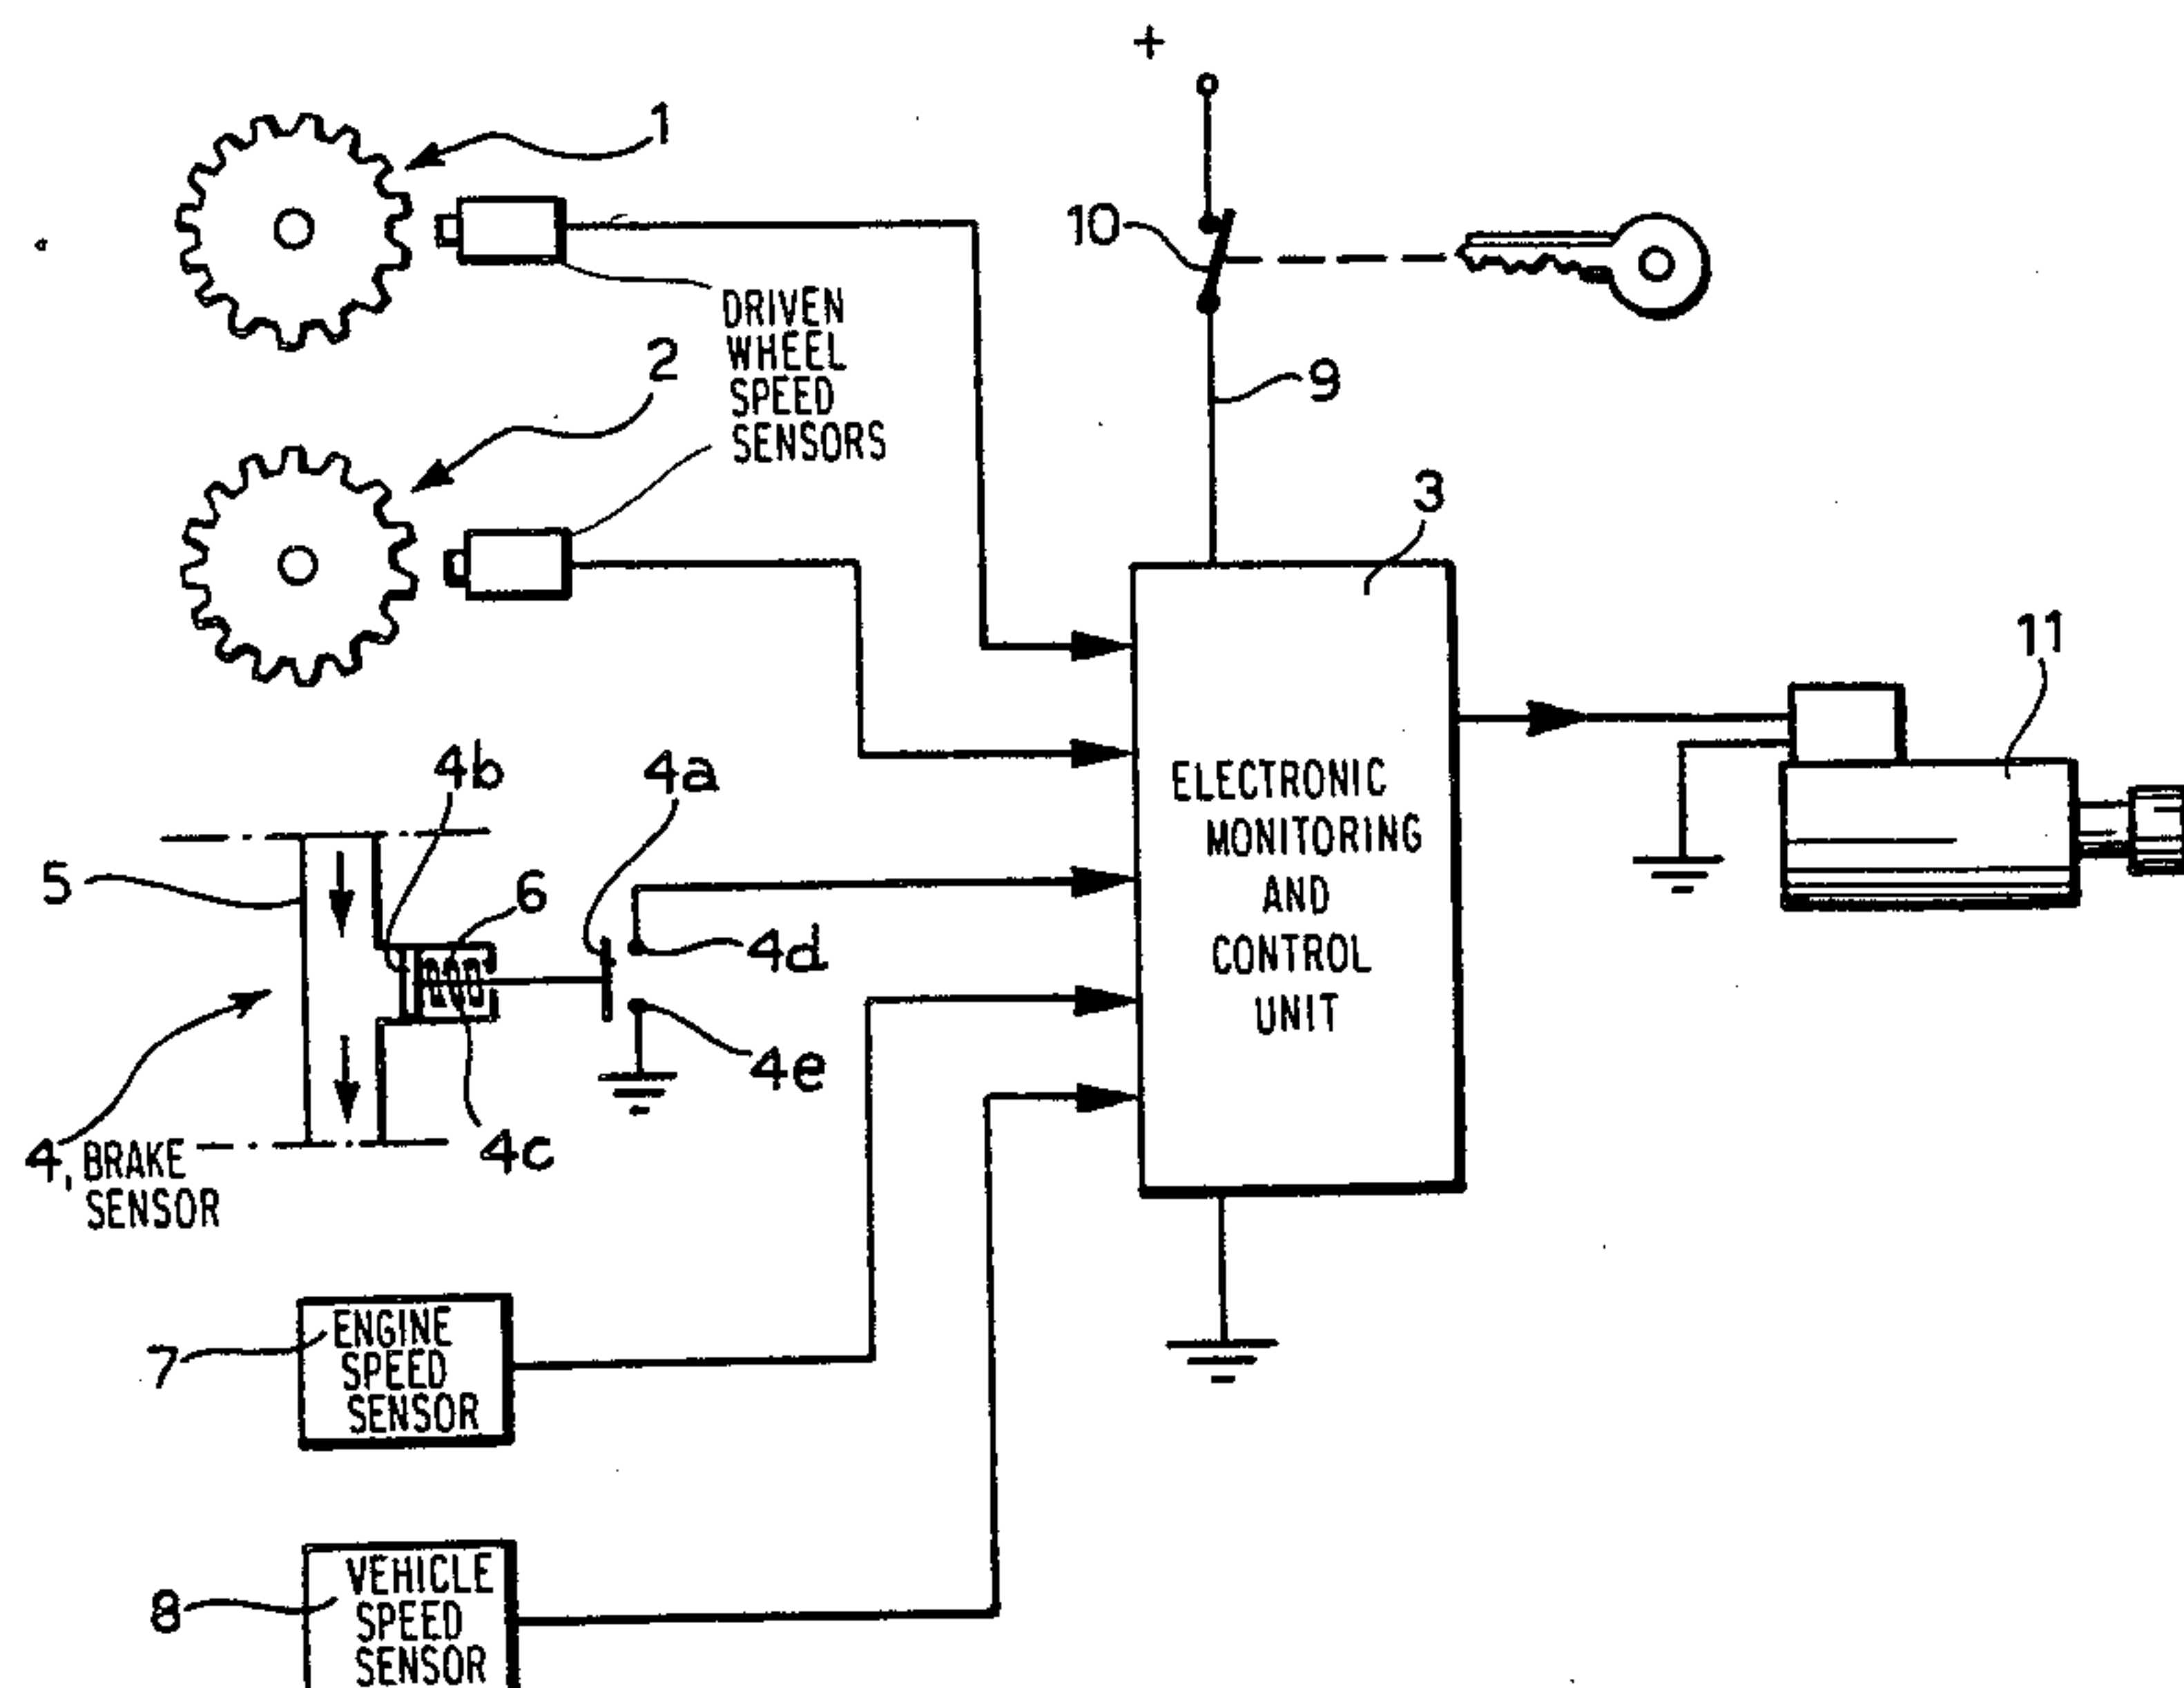 +
1
10
DRIVEN
WHEEL
SPEED
SENSORS
2
9
3
11
ELECTRONIC
MONITORING
AND
CONTROL
UNIT
4b
4a
5
6
4d
4e
4c
4, BRAKE
SENSOR
7
ENGINE
SPEED
SENSOR
8
VEHICLE
SPEED
SENSOR